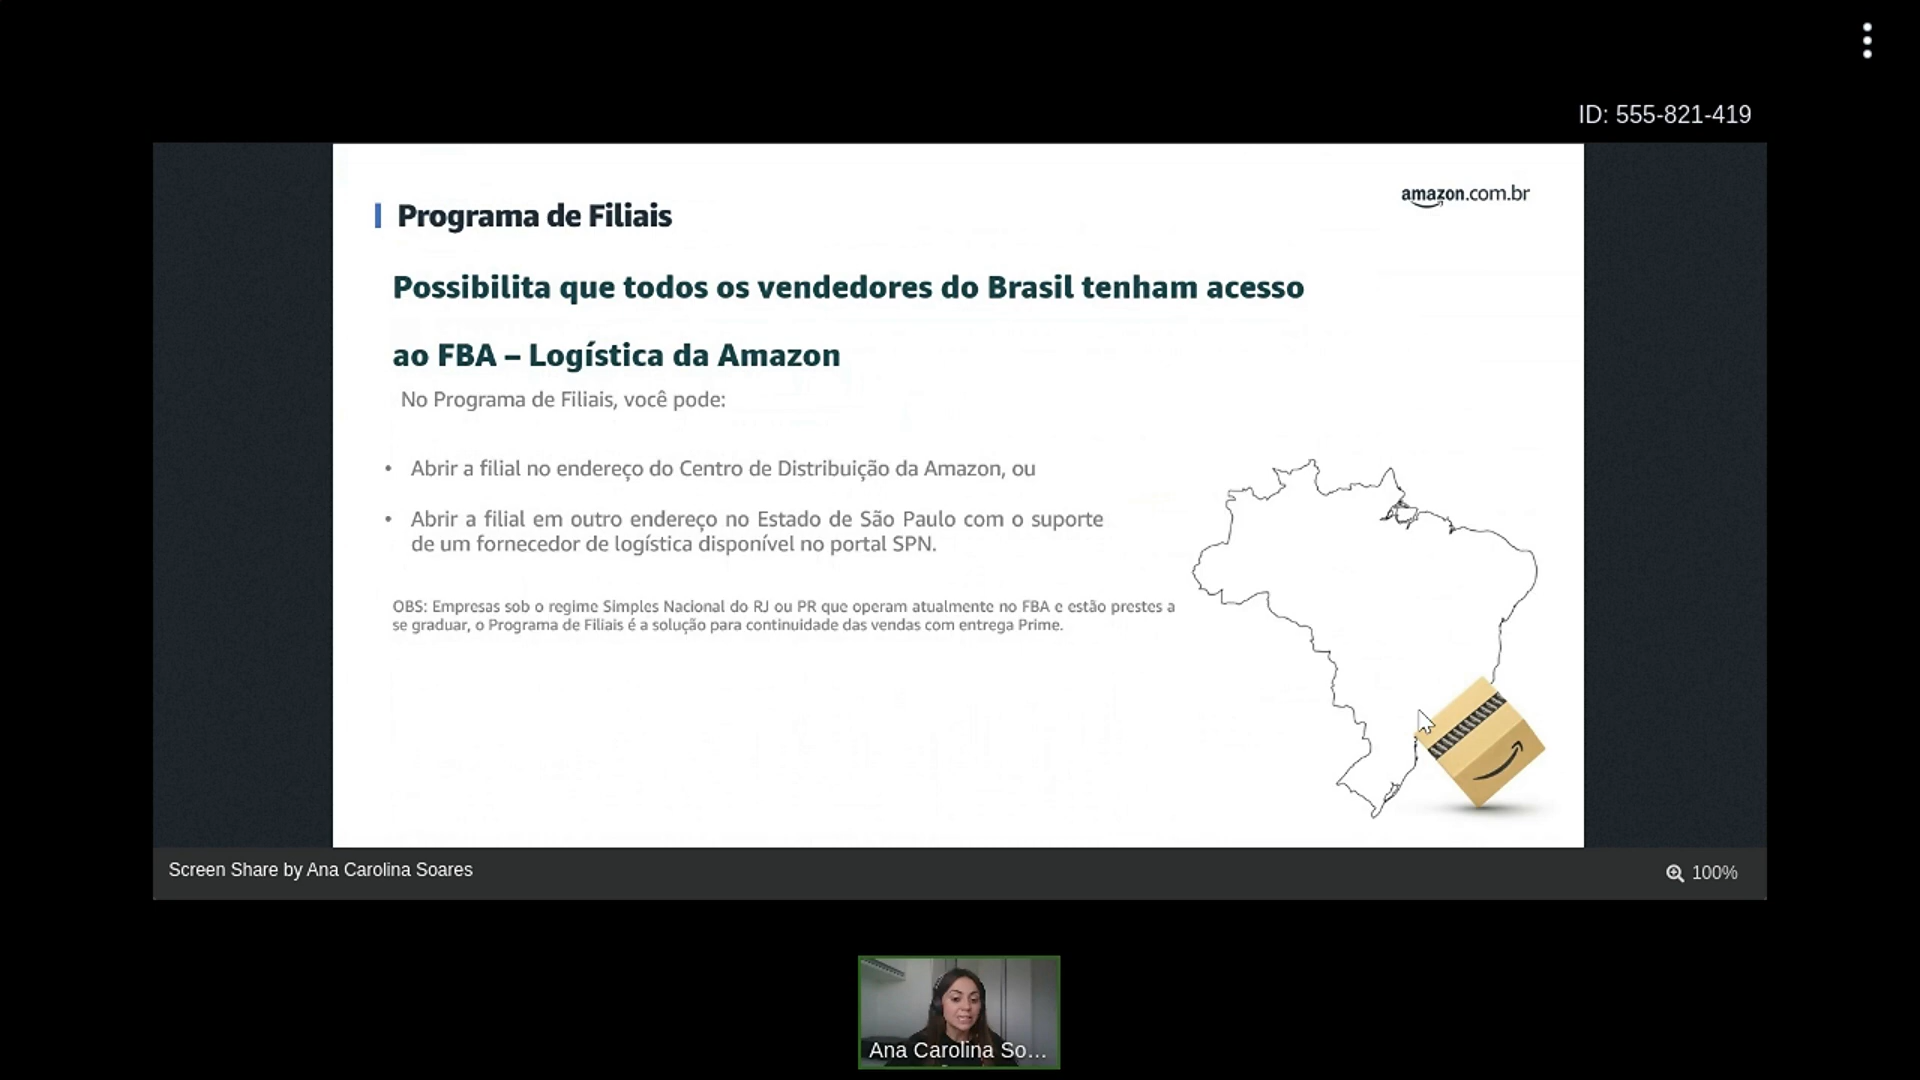 ID: 555-821-419
amazon.com.br
Programa de Filiais
Possibilita que todos os vendedores do Brasil tenham acesso
ao FBA – Logística da Amazon
No Programa de Filiais, você pode:
• Abrir a filial no endereço do Centro de Distribuição da Amazon, ou
• Abrir a filial em outro endereço no Estado de São Paulo com o suporte
de um fornecedor de logística disponível no portal SPN.
OBS: Empresas sob o regime Simples Nacional do RJ ou PR que operam atualmente no FBA e estão prestes a
se graduar, o Programa de Filiais é a solução para continuidade das vendas com entrega Prime.
Screen Share by Ana Carolina Soares
100%
Ana Carolina So...